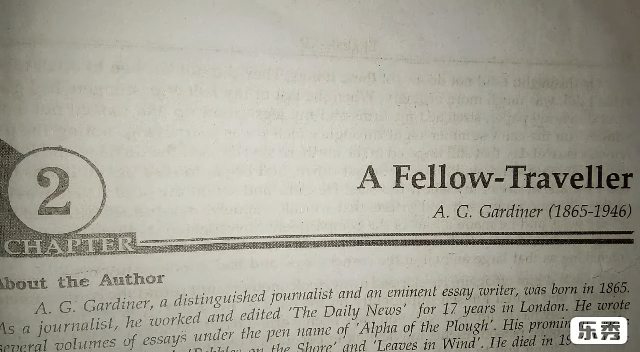 2
CHAPTER
A Fellow-Traveller
A. G. Gardiner (1865-1946)
About the Author
A. G. Gardiner, a distinguished journalist and an eminent essay writer, was born in 1865.
As a journalist, he worked and edited 'The Daily News' for 17 years in London. He wrote
several volumes of essays under the pen name of 'Alpha of the Plough'. His
on the Shore' and 'Leaves in Wind'. He died in
乐秀